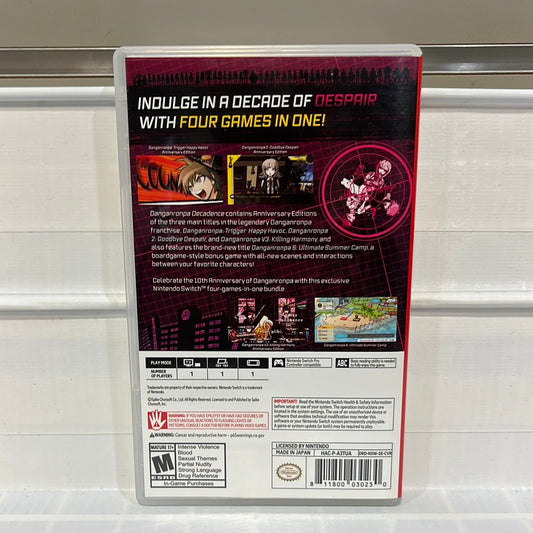 INDULGE IN A DECADE OF DESPAIR
WITH FOUR GAMES IN ONE!
Danganronpa: Trigger Happy Havoc
Anniversary Edition
Danganronpa 2: Goodbye Despair
Anniversary Edition
Danganronpa Decadence contains Anniversary Editions
of the three main titles in the legendary Danganronpa
franchise, Danganronpa: Trigger Happy Havoc, Danganronpa
2: Goodbye Despair, and Danganronpa V3: Killing Harmony, and
also features the brand-new title Danganronpa S: Ultimate Summer Camp, a
boardgame-style bonus game with all-new scenes and interactions
between your favorite characters!
Celebrate the 10th Anniversary of Danganronpa with this exclusive
Nintendo Switch™ four-games-in-one bundle
Danganronpa V3: Killing Harmony
Anniversary Edition
Danganronpa S: Ultimate Summer Camp
PLAY MODE
NUMBER
OF PLAYERS
1
1
1
Nintendo Switch Pro
Controller compatible
ABC
Basic reading ability is needed
to fully enjoy this game.
Trademarks are property of their respective owners. Nintendo Switch is a trademark
of Nintendo.
©Spike Chunsoft Co., Ltd. All Rights Reserved. Licensed to and Published by Spike
Chunsoft, Inc.
IMPORTANT: Read the Nintendo Switch Health & Safety Information
before setup or use of your system. The operation instructions are
located in the system settings. The use of an unauthorized device or
software that enables technical modification may render this
software or your Nintendo Switch system permanently unplayable.
A game or system update (or both) may be required to play.
WARNING: IF YOU HAVE EPILEPSY OR HAVE HAD SEIZURES OR
OTHER UNUSUAL REACTIONS TO FLASHING LIGHTS OR
PATTERNS, CONSULT A DOCTOR BEFORE PLAYING VIDEO GAMES.
WARNING: Cancer and reproductive harm - p65warnings.ca.gov
MATURE 17+
M
ESRB
Intense Violence
Blood
Sexual Themes
Partial Nudity
Strong Language
Drug Reference
In-Game Purchases
LICENSED BY NINTENDO
MADE IN JAPAN
HAC-P-A3TUA
8 11800 03023 0